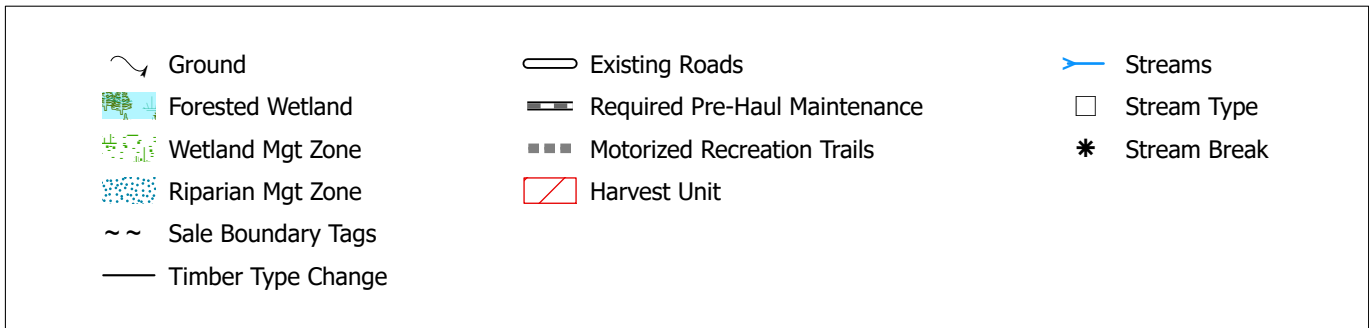 Ground
Forested Wetland
Wetland Mgt Zone
Riparian Mgt Zone
Sale Boundary Tags
Timber Type Change
Existing Roads
Required Pre-Haul Maintenance
Motorized Recreation Trails
Harvest Unit
Streams
Stream Type
Stream Break